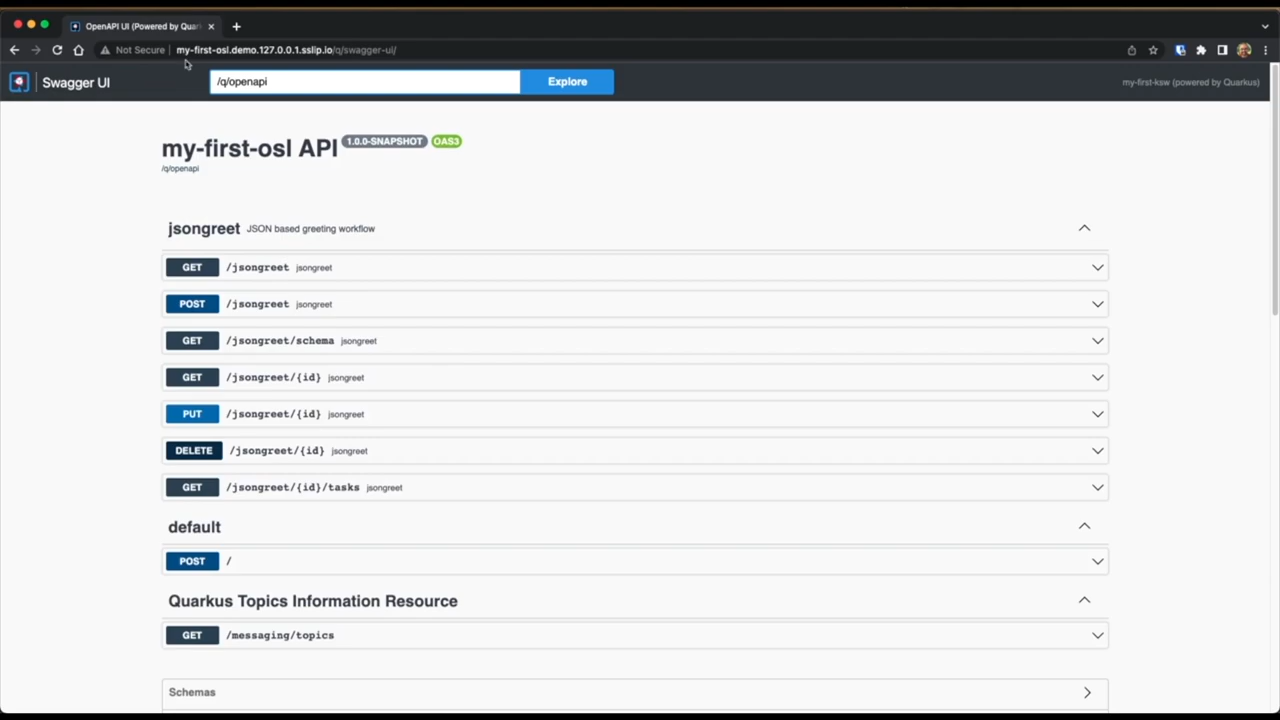 OpenAPI UI (Powered by Quar
Not Secure my-first-osl.demo.127.0.0.1.sslip.io/q/swagger-ui/
Swagger UI /q/openapi Explore my-first-ksw (powered by Quarkus)
my-first-osl API 1.0.0-SNAPSHOT OAS3
/q/openapi
jsongreet JSON based greeting workflow
GET /jsongreet jsongreet
POST /jsongreet jsongreet
GET /jsongreet/schema jsongreet
GET /jsongreet/{id} jsongreet
PUT /jsongreet/{id} jsongreet
DELETE /jsongreet/{id} jsongreet
GET /jsongreet/{id}/tasks jsongreet
default
POST /
Quarkus Topics Information Resource
GET /messaging/topics
Schemas